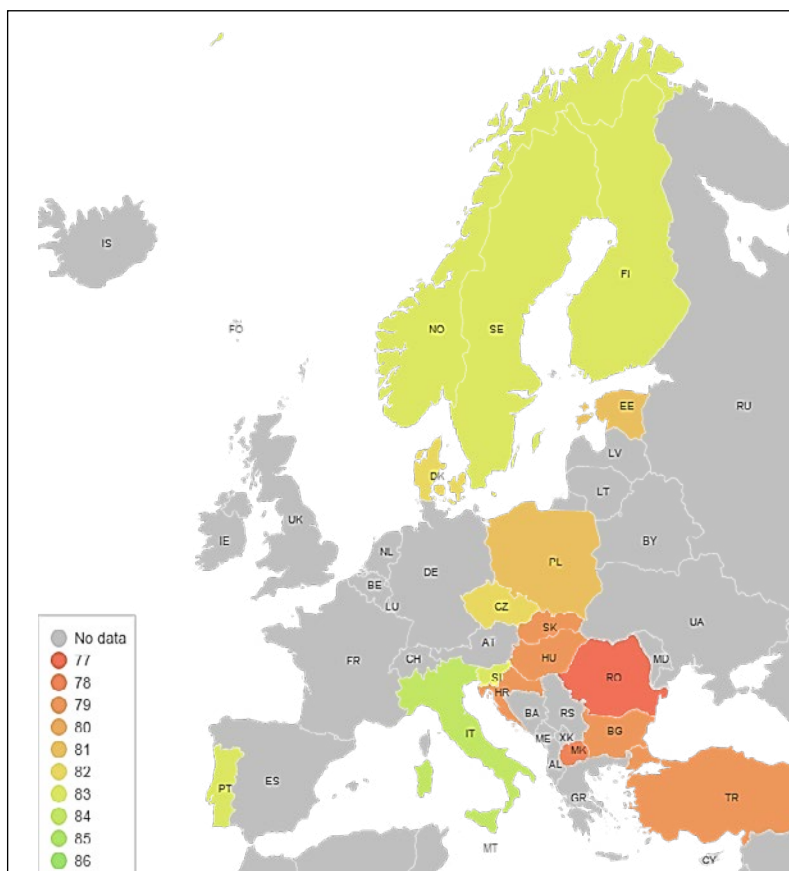 IS
FO
NO
SE
FI
RU
EE
LV
LT
DK
BY
IE
UK
NL
BE
LU
DE
PL
CZ
UA
SK
AT
HU
MD
FR
CH
SI
HR
RO
BA
RS
ME
XK
BG
IT
MK
AL
TR
PT
ES
GR
MT
CY
No data
77
78
79
80
81
82
83
84
85
86